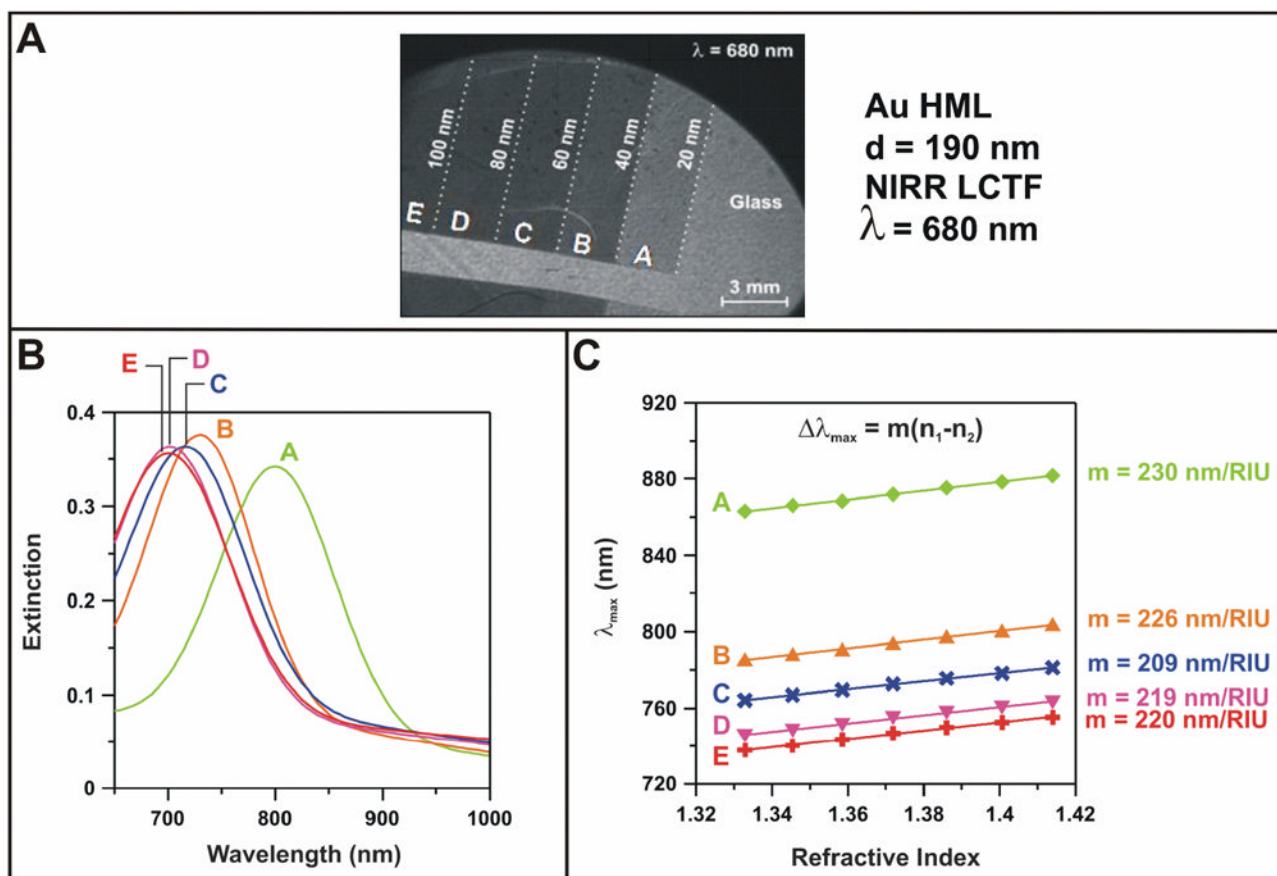 A
λ = 680 nm
100 nm
80 nm
60 nm
40 nm
20 nm
Glass
E
D
C
B
A
3 mm
Au HML
d = 190 nm
NIRR LCTF
λ = 680 nm
B
E
D
C
B
A
0.4
0.3
0.2
0.1
0
Extinction
700
800
900
1000
Wavelength (nm)
C
Δλmax = m(n₁-n₂)
920
880
840
800
760
720
λmax (nm)
A
B
C
D
E
m = 230 nm/RIU
m = 226 nm/RIU
m = 209 nm/RIU
m = 219 nm/RIU
m = 220 nm/RIU
1.32
1.34
1.36
1.38
1.4
1.42
Refractive Index